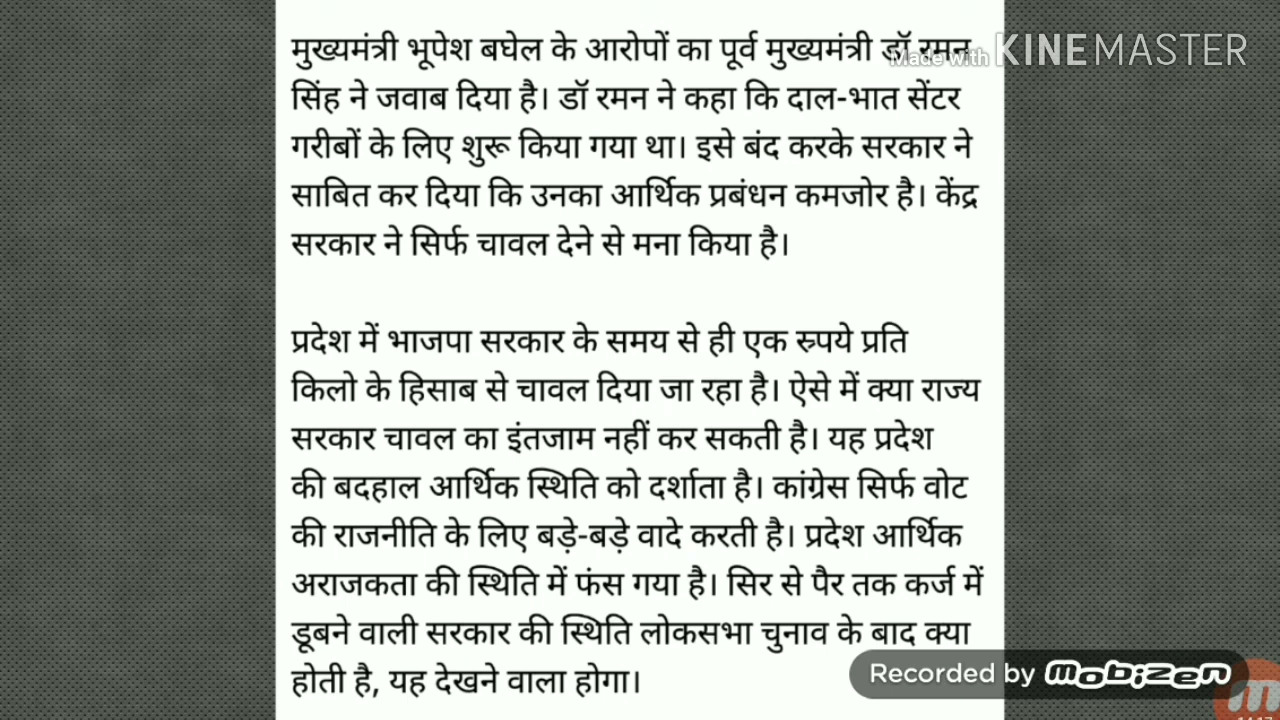 मुख्यमंत्री भूपेश बघेल के आरोपों का पूर्व मुख्यमंत्री डॉ रमन
Made with KINEMASTER
सिंह ने जवाब दिया है। डॉ रमन ने कहा कि दाल-भात सेंटर
गरीबों के लिए शुरू किया गया था। इसे बंद करके सरकार ने
साबित कर दिया कि उनका आर्थिक प्रबंधन कमजोर है। केंद्र
सरकार ने सिर्फ चावल देने से मना किया है।
प्रदेश में भाजपा सरकार के समय से ही एक रुपये प्रति
किलो के हिसाब से चावल दिया जा रहा है। ऐसे में क्या राज्य
सरकार चावल का इंतजाम नहीं कर सकती है। यह प्रदेश
की बदहाल आर्थिक स्थिति को दर्शाता है। कांग्रेस सिर्फ वोट
की राजनीति के लिए बड़े-बड़े वादे करती है। प्रदेश आर्थिक
अराजकता की स्थिति में फंस गया है। सिर से पैर तक कर्ज में
डूबने वाली सरकार की स्थिति लोकसभा चुनाव के बाद क्या
होती है, यह देखने वाला होगा।
Recorded by mobizen